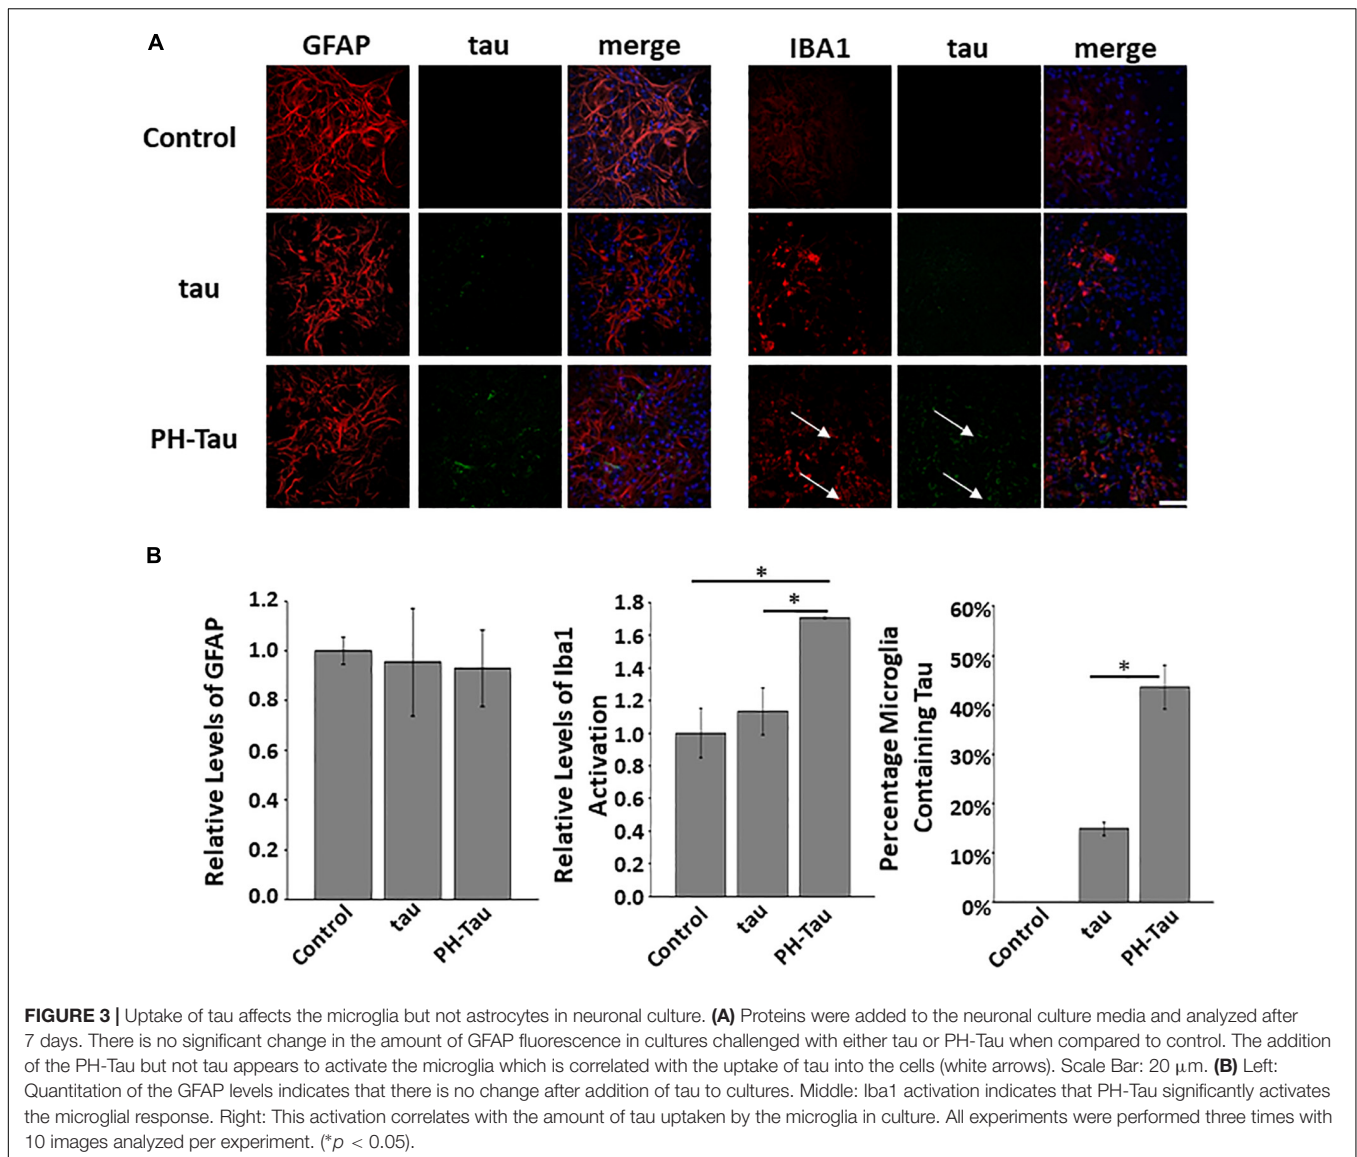 A
GFAP tau merge IBA1 tau merge
Control
tau
PH-Tau
B
Relative Levels of GFAP
1.2
1.0
0.8
0.6
0.4
0.2
0.0
Control tau PH-Tau
Relative Levels of Iba1
Activation
1.8
1.6
1.4
1.2
1.0
0.8
0.6
0.4
0.2
0.0
*
*
Control tau PH-Tau
Percentage Microglia
Containing Tau
60%
50%
40%
30%
20%
10%
0%
*
Control tau PH-Tau
FIGURE 3 | Uptake of tau affects the microglia but not astrocytes in neuronal culture. (A) Proteins were added to the neuronal culture media and analyzed after
7 days. There is no significant change in the amount of GFAP fluorescence in cultures challenged with either tau or PH-Tau when compared to control. The addition
of the PH-Tau but not tau appears to activate the microglia which is correlated with the uptake of tau into the cells (white arrows). Scale Bar: 20 μm. (B) Left:
Quantitation of the GFAP levels indicates that there is no change after addition of tau to cultures. Middle: Iba1 activation indicates that PH-Tau significantly activates
the microglial response. Right: This activation correlates with the amount of tau uptaken by the microglia in culture. All experiments were performed three times with
10 images analyzed per experiment. (*p < 0.05).